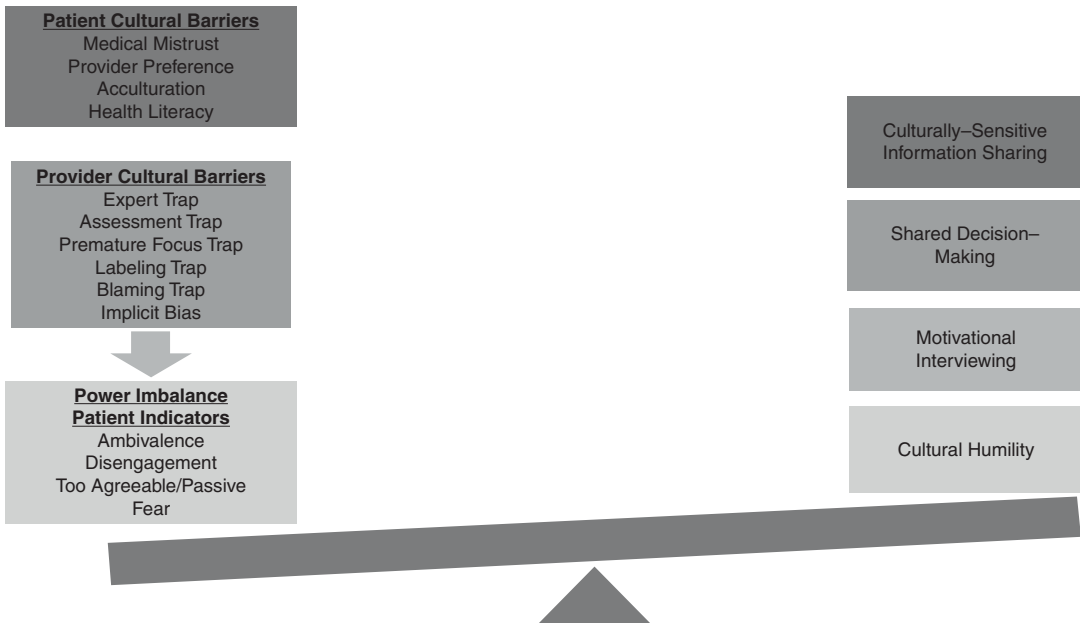 Patient Cultural Barriers
Medical Mistrust
Provider Preference
Acculturation
Health Literacy
Provider Cultural Barriers
Expert Trap
Assessment Trap
Premature Focus Trap
Labeling Trap
Blaming Trap
Implicit Bias
Power Imbalance
Patient Indicators
Ambivalence
Disengagement
Too Agreeable/Passive
Fear
Culturally–Sensitive
Information Sharing
Shared Decision–
Making
Motivational
Interviewing
Cultural Humility